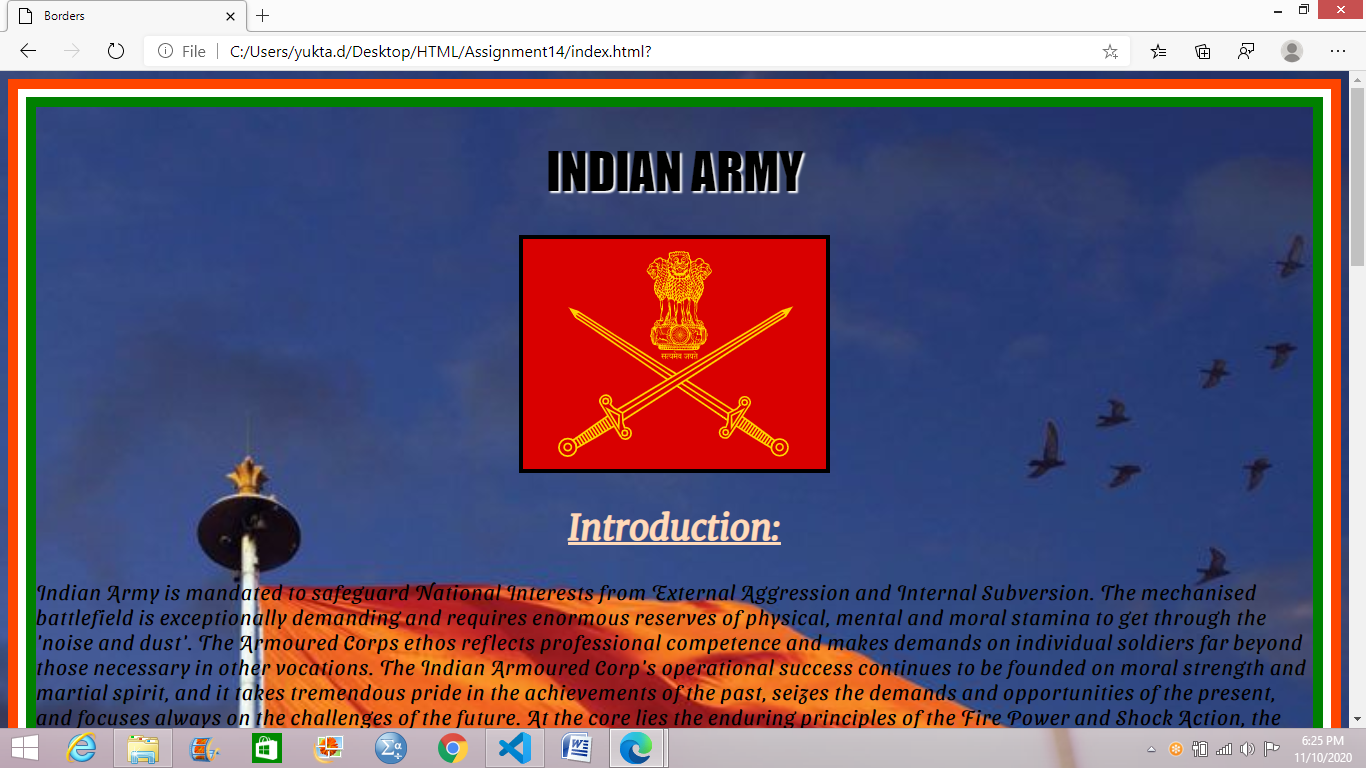 Borders
File
C:/Users/yukta.d/Desktop/HTML/Assignment14/index.html?
INDIAN ARMY
सत्यमेव जयते
Introduction:
Indian Army is mandated to safeguard National Interests from External Aggression and Internal Subversion. The mechanised
battlefield is exceptionally demanding and requires enormous reserves of physical, mental and moral stamina to get through the
'noise and dust'. The Armoured Corps ethos reflects professional competence and makes demands on individual soldiers far beyond
those necessary in other vocations. The Indian Armoured Corp's operational success continues to be founded on moral strength and
martial spirit, and it takes tremendous pride in the achievements of the past, seizes the demands and opportunities of the present,
and focuses always on the challenges of the future. At the core lies the enduring principles of the Fire Power and Shock Action, the
6:25 PM
11/10/2020